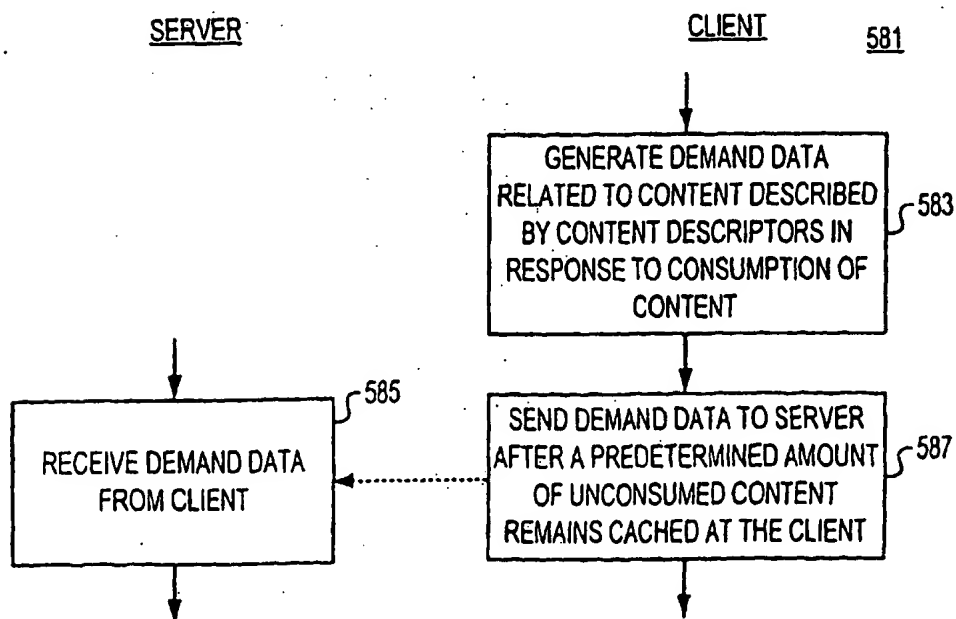 SERVER
CLIENT
581
GENERATE DEMAND DATA
RELATED TO CONTENT DESCRIBED
BY CONTENT DESCRIPTORS IN
RESPONSE TO CONSUMPTION OF
CONTENT
583
585
RECEIVE DEMAND DATA
FROM CLIENT
SEND DEMAND DATA TO SERVER
AFTER A PREDETERMINED AMOUNT
OF UNCONSUMED CONTENT
REMAINS CACHED AT THE CLIENT
587